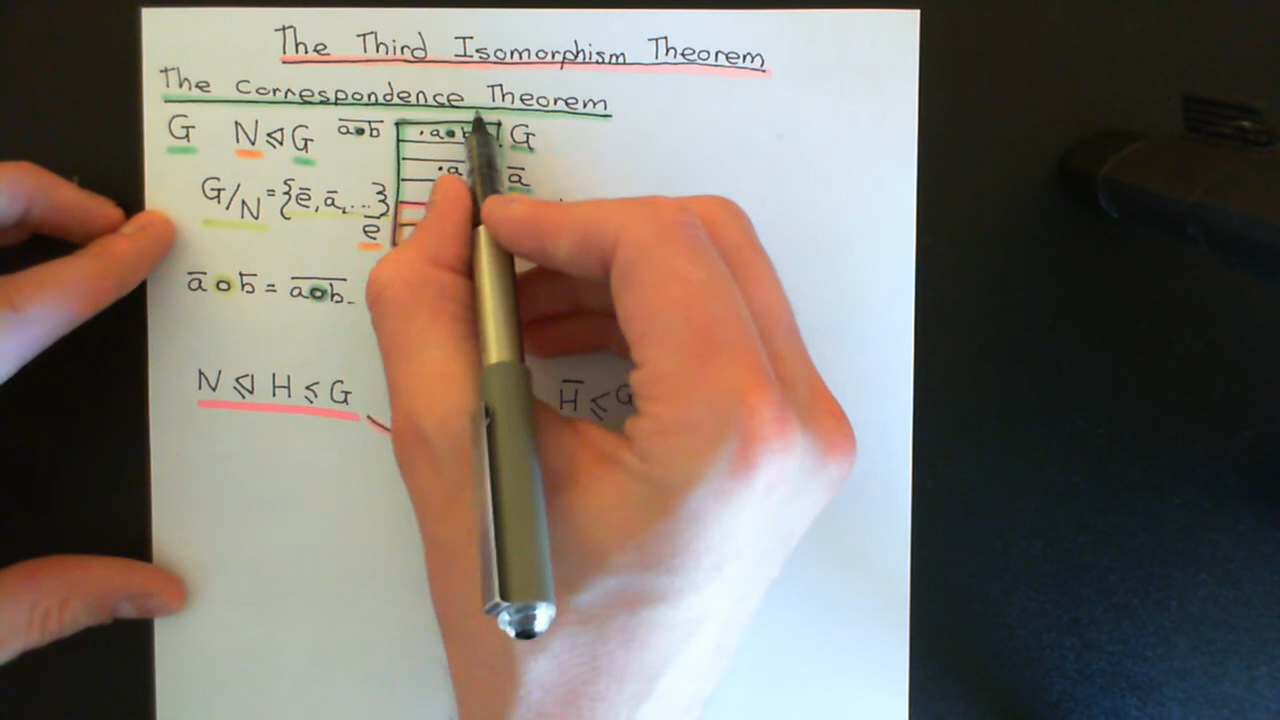 The Third Isomorphism Theorem
The Correspondence Theorem
G N ⊲ G a∘b ·a∘b G
·a ā
G/N = {ē, ā, ...}
ē
ā ∘ b̄ = a∘b
N ⊴ H ≤ G H̄ ≤ G